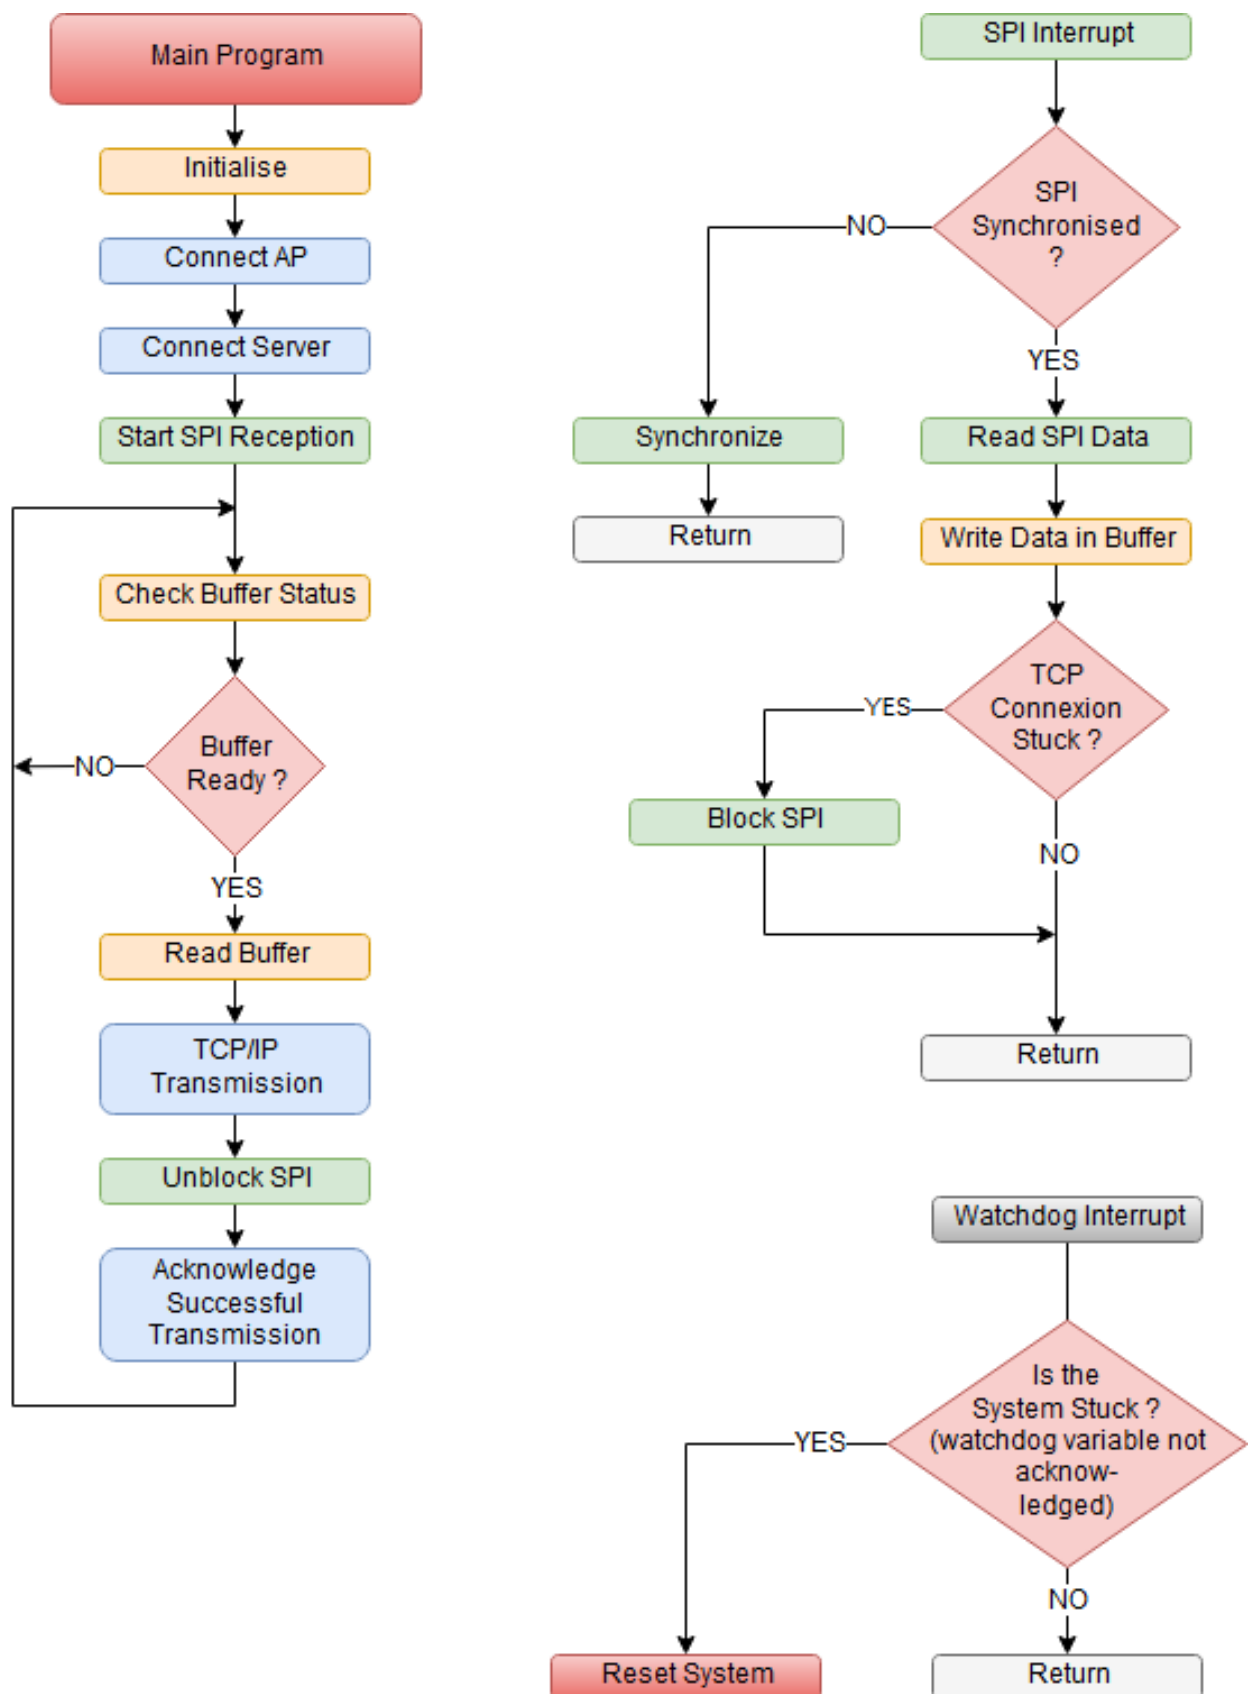 Main Program
Initialise
Connect AP
Connect Server
Start SPI Reception
Check Buffer Status
Buffer
Ready ?
NO
YES
Read Buffer
TCP/IP
Transmission
Unblock SPI
Acknowledge
Successful
Transmission
SPI Interrupt
SPI
Synchronised
?
NO
YES
Synchronize
Return
Read SPI Data
Write Data in Buffer
TCP
Connexion
Stuck ?
YES
Block SPI
NO
Return
Watchdog Interrupt
Is the
System Stuck ?
(watchdog variable not
acknow-
ledged)
YES
NO
Reset System
Return